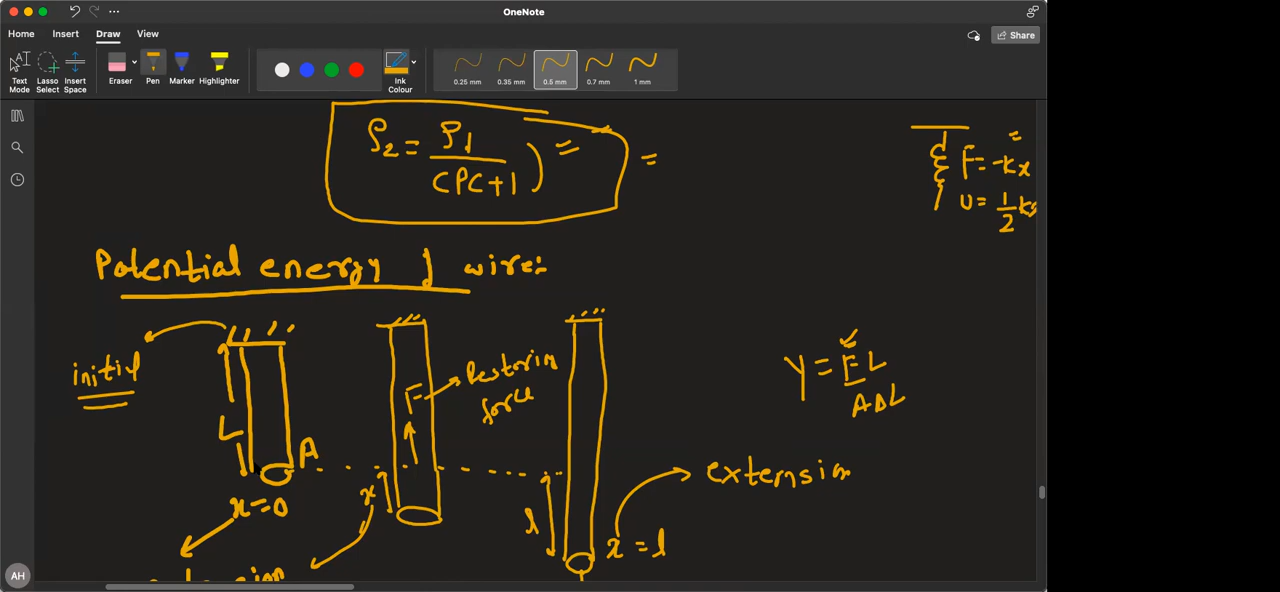 OneNote
Home Insert Draw View
Share
Text Mode
Lasso Select
Insert Space
Eraser
Pen
Marker
Highlighter
Ink Colour
0.25 mm
0.35 mm
0.5 mm
0.7 mm
1 mm
ρ₂ = ρ₁ / (PC+1) =
=
=
F = -kx
U = 1/2 k
Potential energy of wire:
initial
L
A
x=0
F
Restoring force
x
l
x = l
extension
Y = FL / AΔL
extension
AH